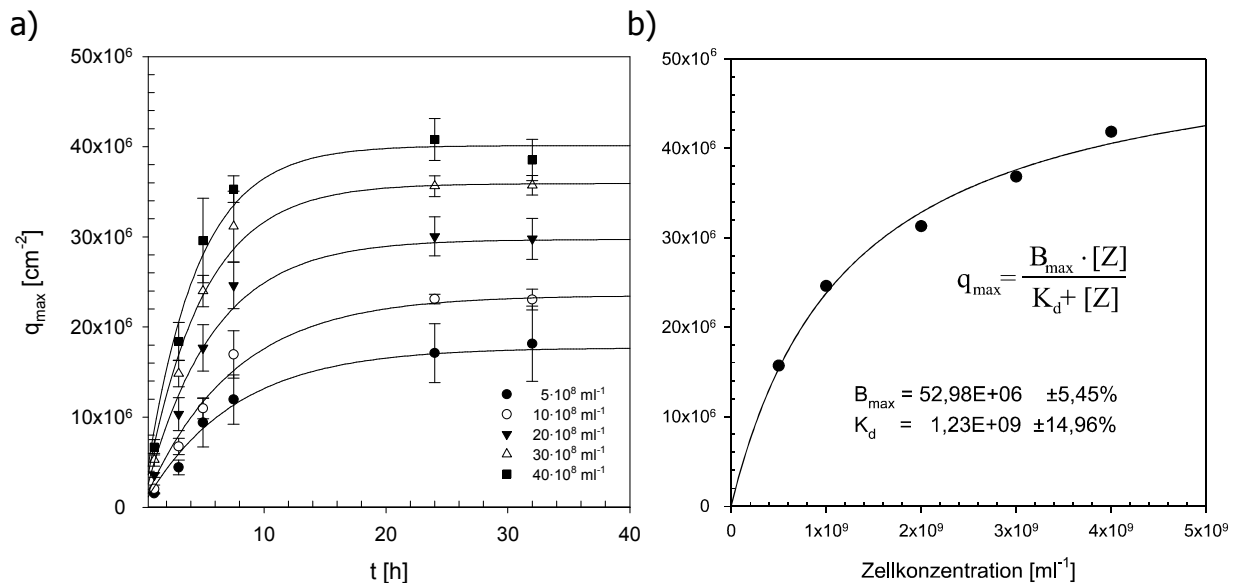 a)
50x10⁶
40x10⁶
30x10⁶
20x10⁶
10x10⁶
0
q_max [cm⁻²]
10
20
30
40
t [h]
5·10⁸ ml⁻¹
10·10⁸ ml⁻¹
20·10⁸ ml⁻¹
30·10⁸ ml⁻¹
40·10⁸ ml⁻¹
b)
50x10⁶
40x10⁶
30x10⁶
20x10⁶
10x10⁶
0
q_max = B_max · [Z]
K_d + [Z]
B_max = 52,98E+06 ±5,45%
K_d = 1,23E+09 ±14,96%
0
1x10⁹
2x10⁹
3x10⁹
4x10⁹
5x10⁹
Zellkonzentration [ml⁻¹]